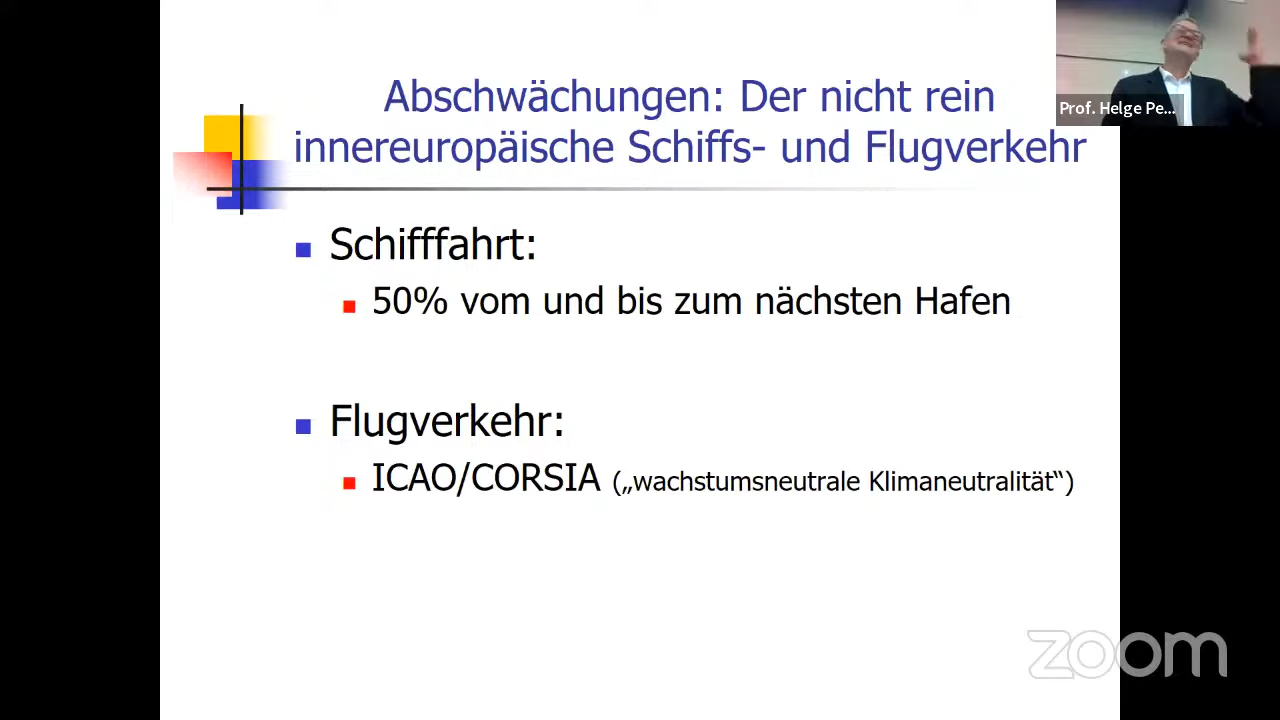 Abschwächungen: Der nicht rein
innereuropäische Schiffs- und Flugverkehr
Prof. Helge Pe...
Schifffahrt:
50% vom und bis zum nächsten Hafen
Flugverkehr:
ICAO/CORSIA („wachstumsneutrale Klimaneutralität“)
zoom